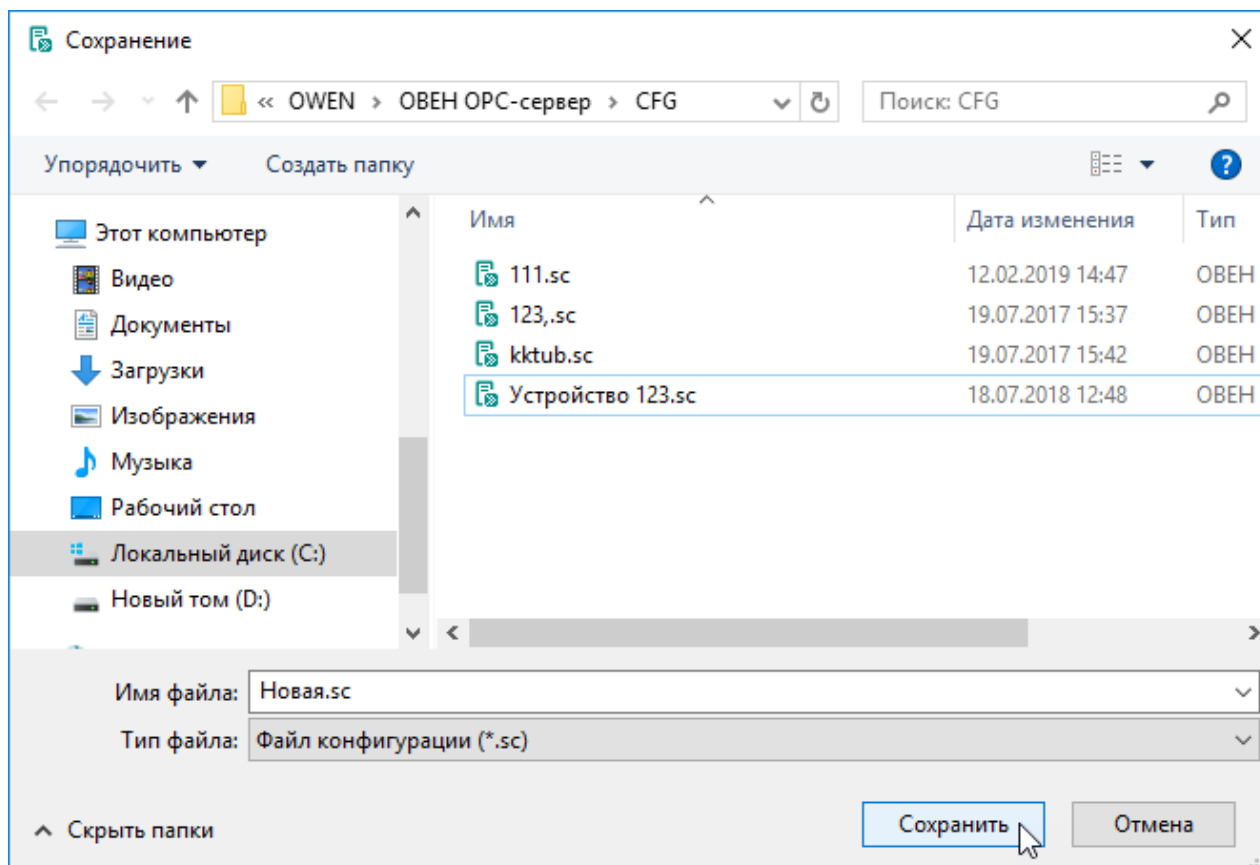 Сохранение
« OWEN › ОВЕН OPC-сервер › CFG
Поиск: CFG
Упорядочить
Создать папку
?
Этот компьютер
Видео
Документы
Загрузки
Изображения
Музыка
Рабочий стол
Локальный диск (C:)
Новый том (D:)
Имя Дата изменения Тип
111.sc 12.02.2019 14:47 ОВЕН
123,.sc 19.07.2017 15:37 ОВЕН
kktub.sc 19.07.2017 15:42 ОВЕН
Устройство 123.sc 18.07.2018 12:48 ОВЕН
Имя файла: Новая.sc
Тип файла: Файл конфигурации (*.sc)
Скрыть папки
Сохранить
Отмена